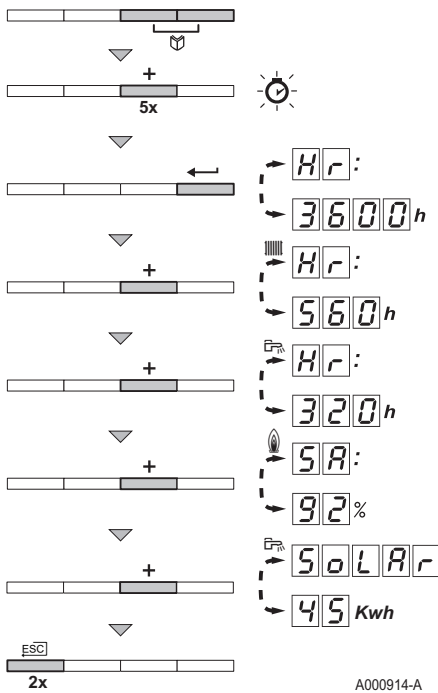 +
5x
Hr:
3600h
+
Hr:
560h
+
Hr:
320h
+
SA:
92%
+
SoLAr
45 Kwh
ESC
2x
A000914-A